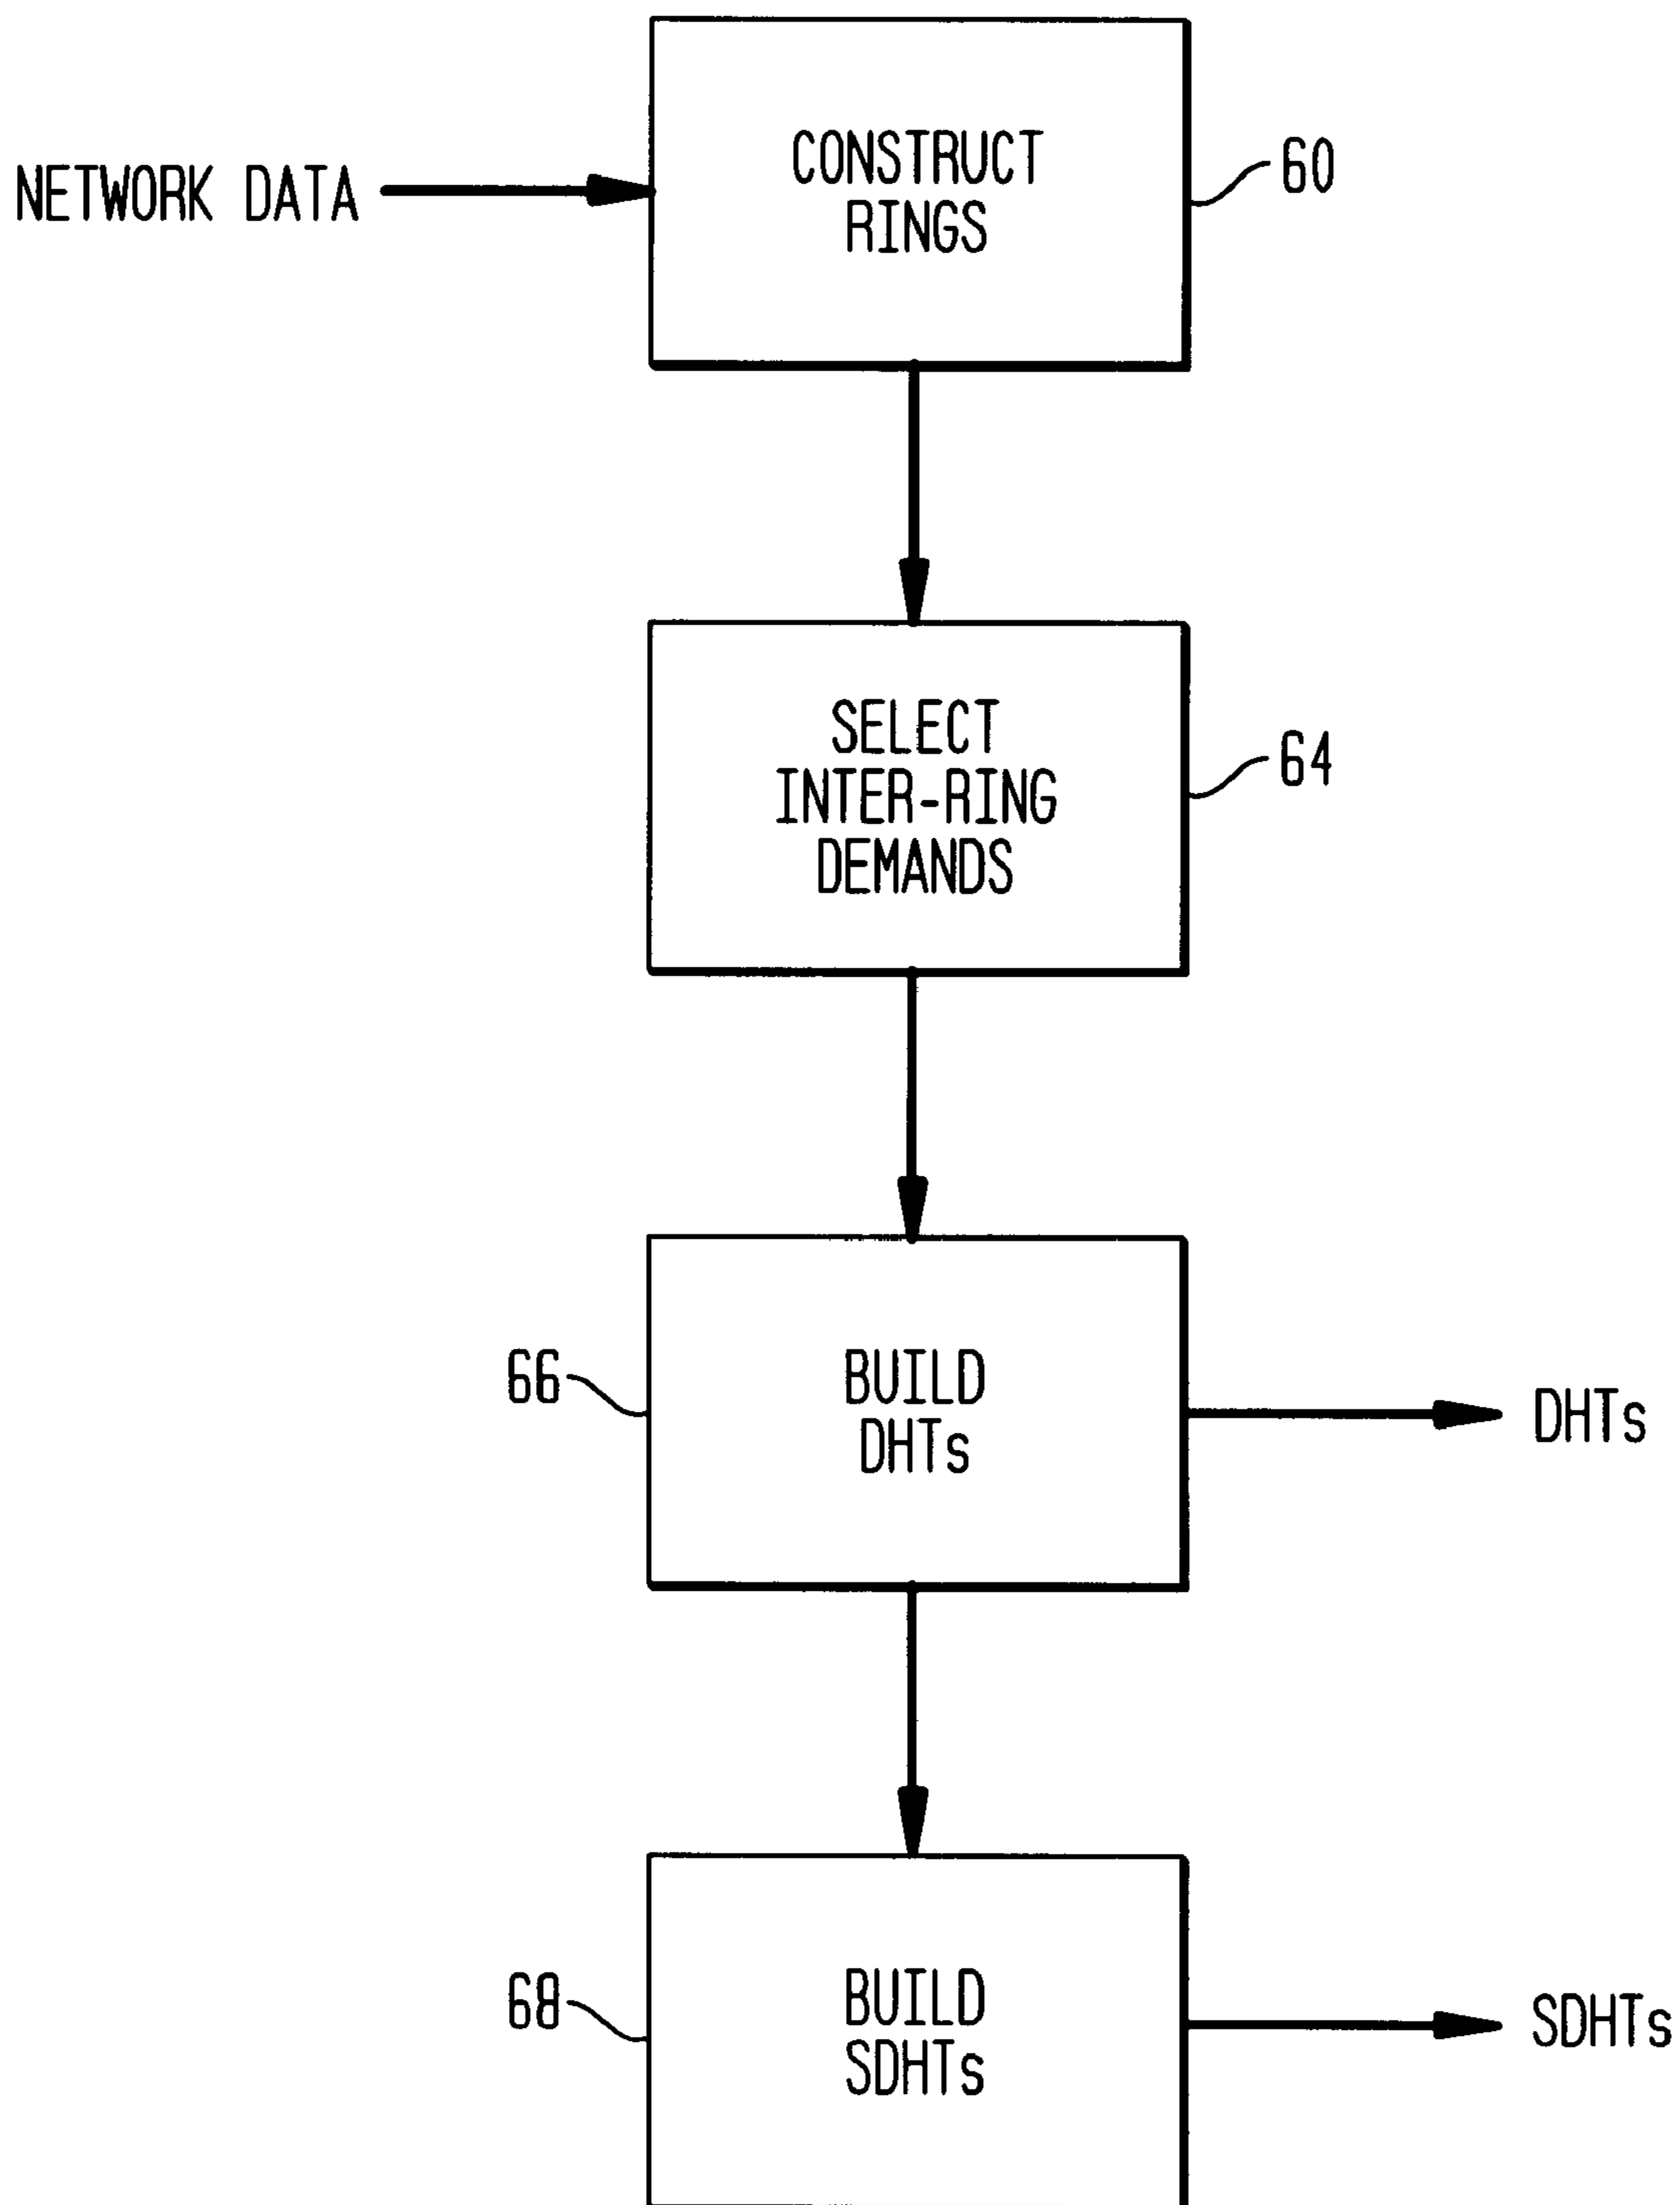 NETWORK DATA
CONSTRUCT
RINGS
60
SELECT
INTER-RING
DEMANDS
64
66
BUILD
DHTs
DHTs
68
BUILD
SDHTs
SDHTs